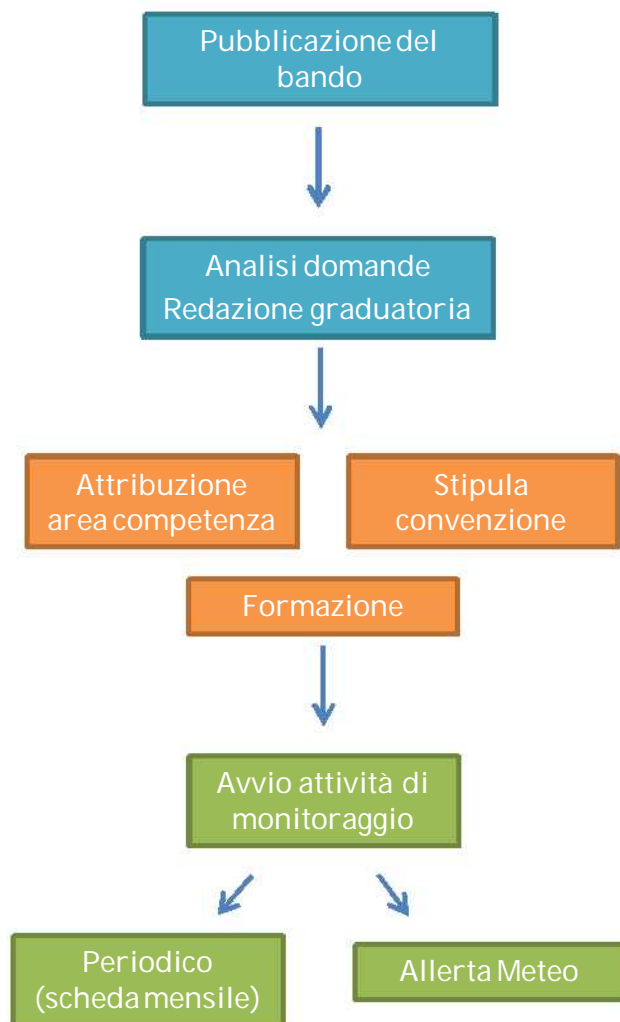 Pubblicazione del
bando
Analisi domande
Redazione graduatoria
Attribuzione
area competenza
Stipula
convenzione
Formazione
Avvio attività di
monitoraggio
Periodico
(scheda mensile)
Allerta Meteo